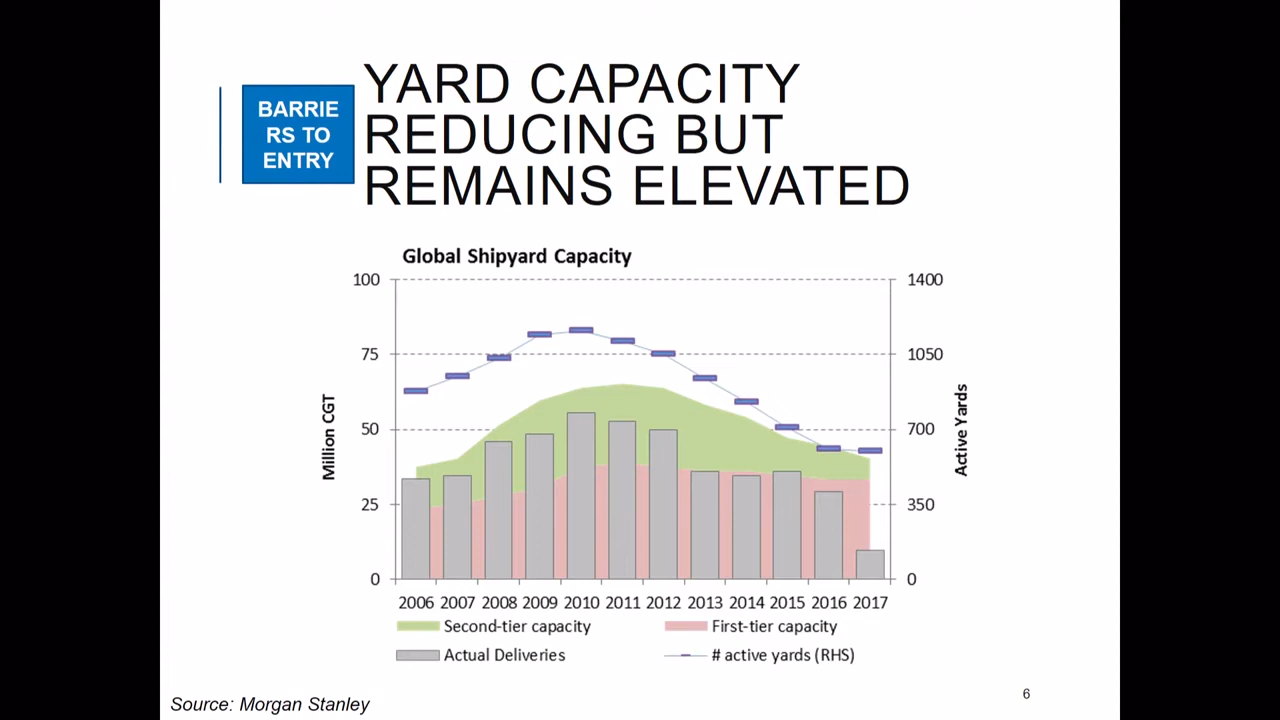 BARRIE
RS TO
ENTRY
YARD CAPACITY
REDUCING BUT
REMAINS ELEVATED
Global Shipyard Capacity
100
75
50
25
0
Million CGT
1400
1050
700
350
0
Active Yards
2006 2007 2008 2009 2010 2011 2012 2013 2014 2015 2016 2017
Second-tier capacity
First-tier capacity
Actual Deliveries
# active yards (RHS)
Source: Morgan Stanley
6